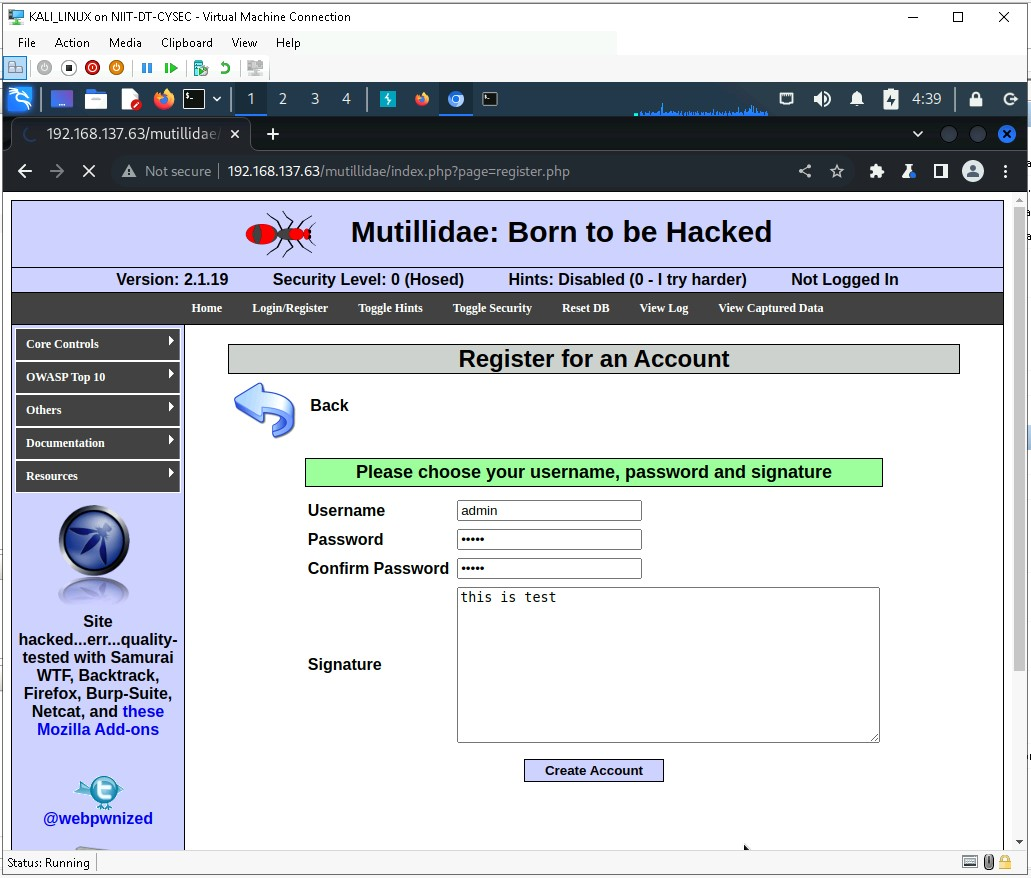 KALI_LINUX on NIIT-DT-CYSEC - Virtual Machine Connection
File Action Media Clipboard View Help
1 2 3 4 4:39
192.168.137.63/mutillidae/
Not secure 192.168.137.63/mutillidae/index.php?page=register.php
Mutillidae: Born to be Hacked
Version: 2.1.19 Security Level: 0 (Hosed) Hints: Disabled (0 - I try harder) Not Logged In
Home Login/Register Toggle Hints Toggle Security Reset DB View Log View Captured Data
Core Controls
OWASP Top 10
Others
Documentation
Resources
Site
hacked...err...quality-
tested with Samurai
WTF, Backtrack,
Firefox, Burp-Suite,
Netcat, and these
Mozilla Add-ons
@webpwnized
Register for an Account
Back
Please choose your username, password and signature
Username admin
Password •••••
Confirm Password •••••
Signature this is test
Create Account
Status: Running